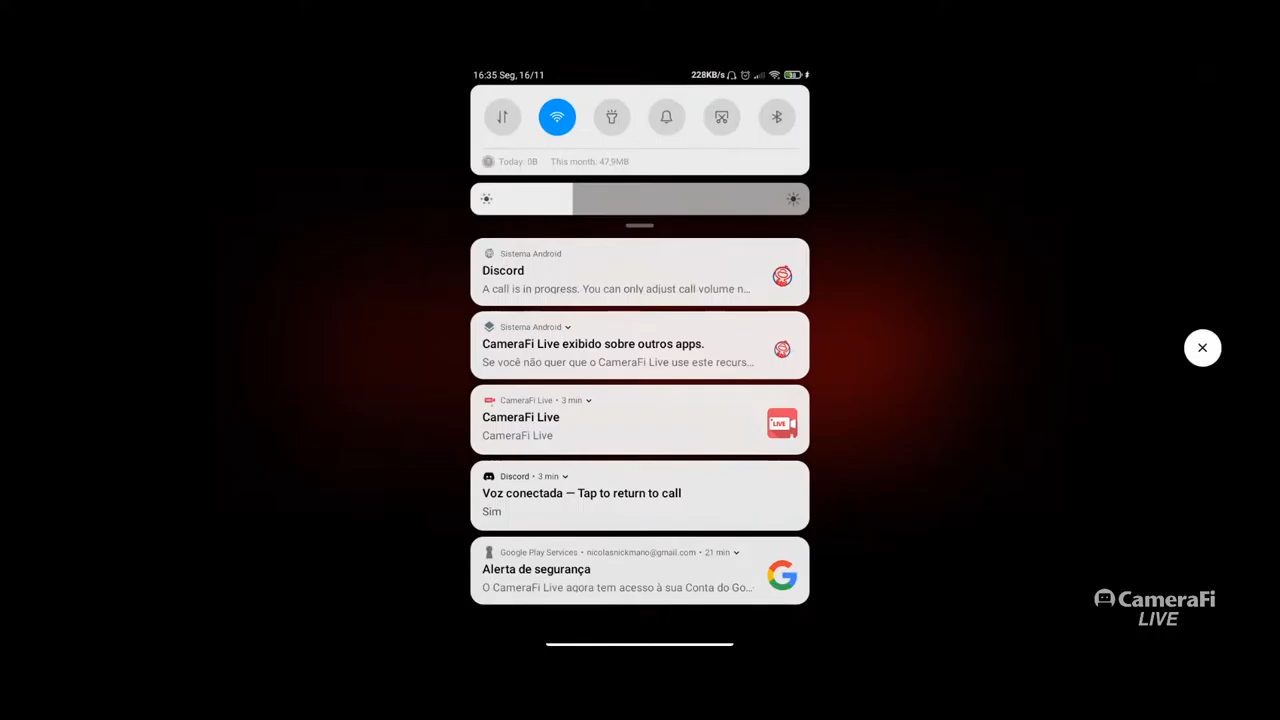 16:35 Seg, 16/11 228KB/s
Today: 0B This month: 47,9MB
Sistema Android
Discord
A call is in progress. You can only adjust call volume n...
Sistema Android
CameraFi Live exibido sobre outros apps.
Se você não quer que o CameraFi Live use este recurs...
CameraFi Live • 3 min
CameraFi Live
CameraFi Live
LIVE
Discord • 3 min
Voz conectada — Tap to return to call
Sim
Google Play Services • nicolasnickmano@gmail.com • 21 min
Alerta de segurança
O CameraFi Live agora tem acesso à sua Conta do Go...
CameraFi
LIVE